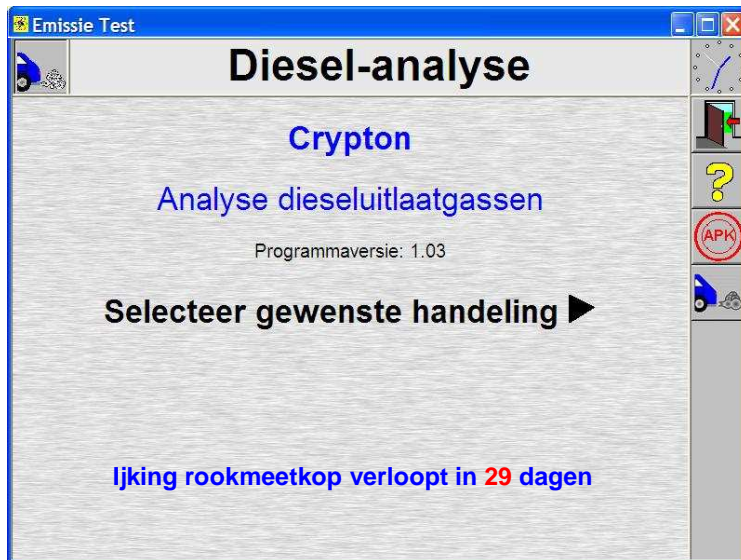 Emissie Test
Diesel-analyse
Crypton
Analyse dieseluitlaatgassen
Programmaversie: 1.03
Selecteer gewenste handeling
Ijking rookmeetkop verloopt in 29 dagen
?
APK